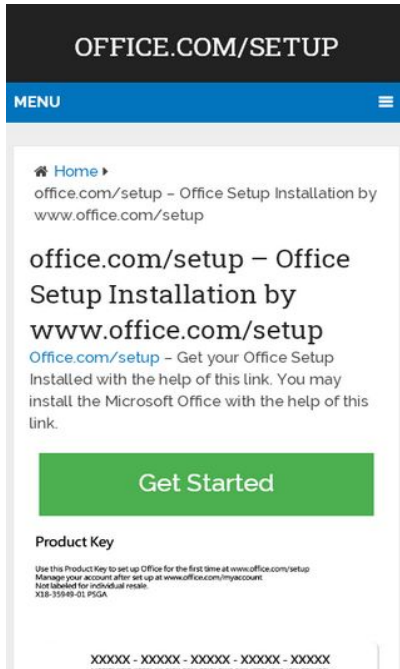 OFFICE.COM/SETUP
MENU
Home
office.com/setup – Office Setup Installation by
www.office.com/setup
office.com/setup – Office
Setup Installation by
www.office.com/setup
Office.com/setup – Get your Office Setup
Installed with the help of this link. You may
install the Microsoft Office with the help of this
link.
Get Started
Product Key
Use this Product Key to set up Office for the first time at www.office.com/setup
Manage your account after set up at www.office.com/myaccount
Not labeled for individual resale.
X18-35949-01 PSGA
XXXXX - XXXXX - XXXXX - XXXXX - XXXXX